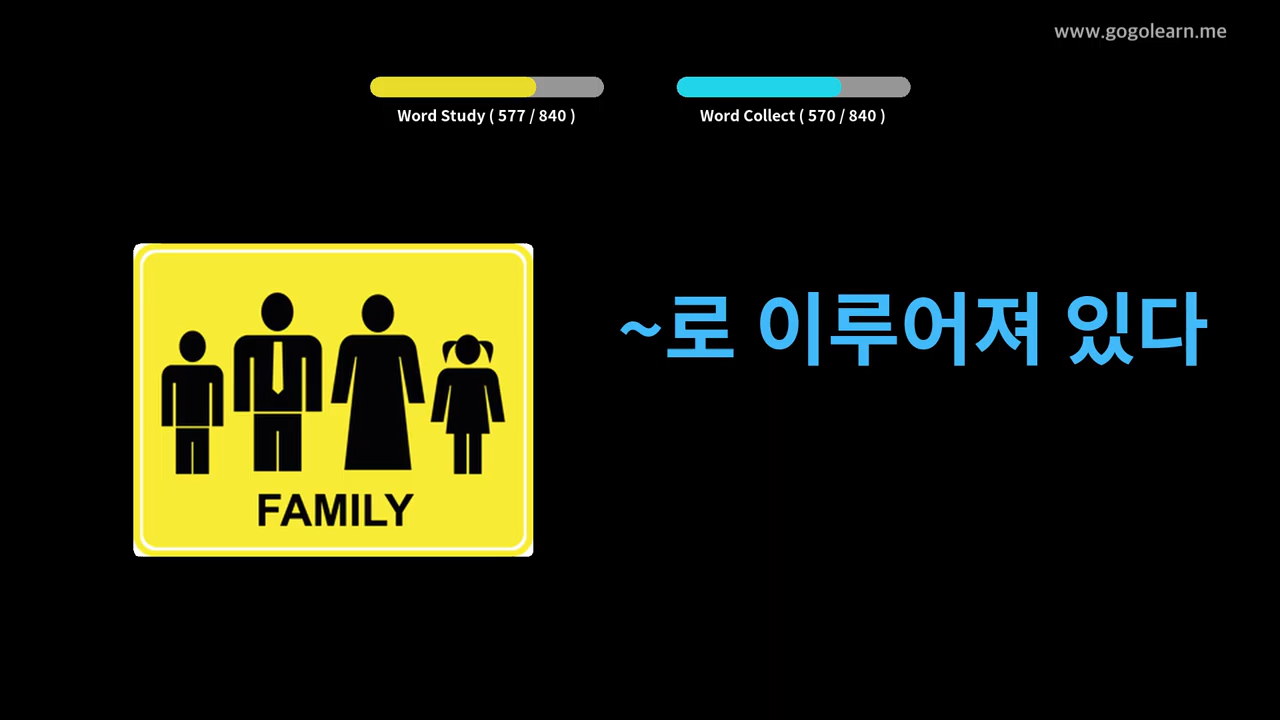 www.gogolearn.me
Word Study ( 577 / 840 )
Word Collect ( 570 / 840 )
~로 이루어져 있다
FAMILY